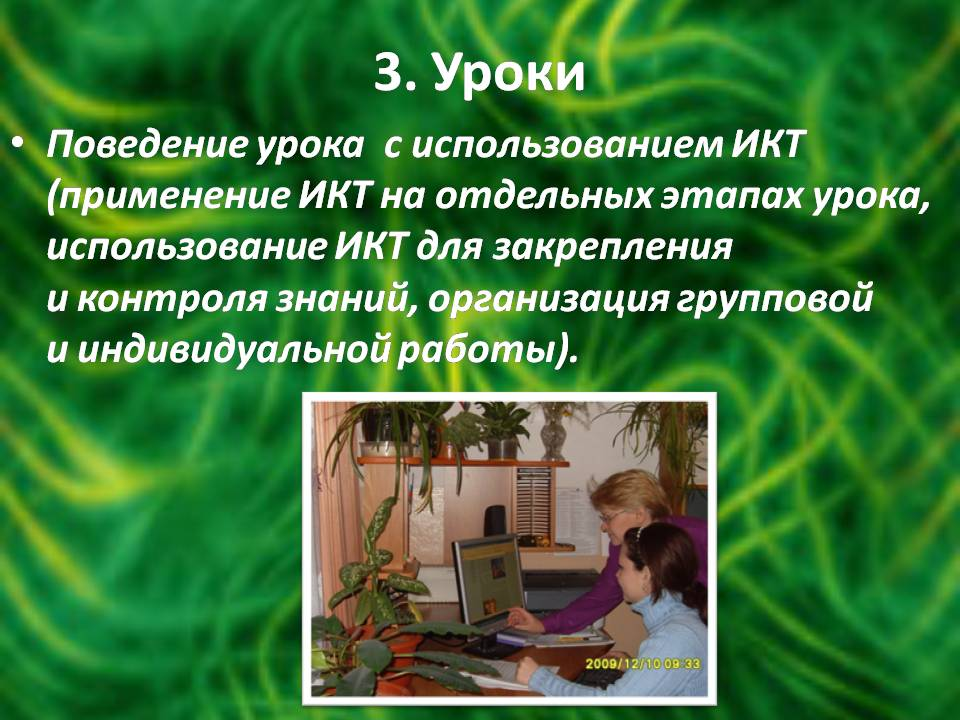 3. Уроки
• Поведение урока с использованием ИКТ
(применение ИКТ на отдельных этапах урока,
использование ИКТ для закрепления
и контроля знаний, организация групповой
и индивидуальной работы).
2009/12/10 09:33